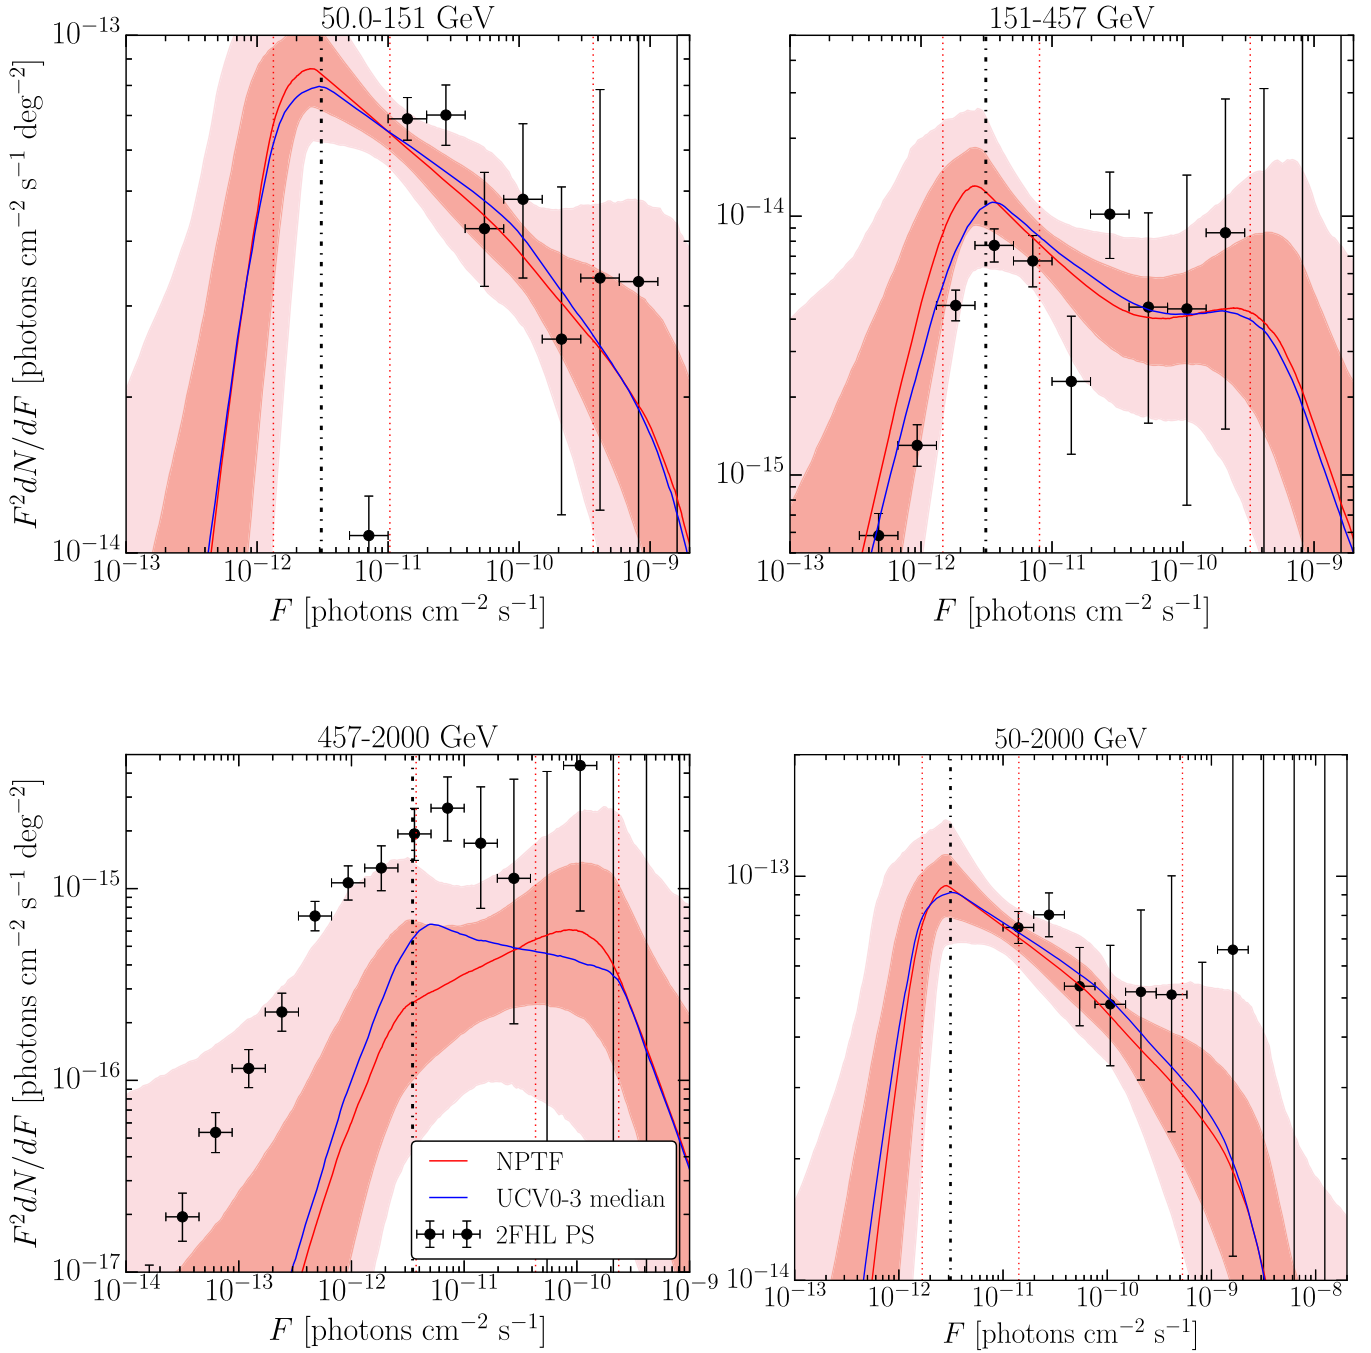 50.0-151 GeV
151-457 GeV
10⁻¹³
10⁻¹⁴
F²dN/dF [photons cm⁻² s⁻¹ deg⁻²]
10⁻¹³ 10⁻¹² 10⁻¹¹ 10⁻¹⁰ 10⁻⁹
F [photons cm⁻² s⁻¹]
10⁻¹⁴
10⁻¹⁵
10⁻¹³ 10⁻¹² 10⁻¹¹ 10⁻¹⁰ 10⁻⁹
F [photons cm⁻² s⁻¹]
457-2000 GeV
50-2000 GeV
10⁻¹⁵
10⁻¹⁶
10⁻¹⁷
F²dN/dF [photons cm⁻² s⁻¹ deg⁻²]
NPTF
UCV0-3 median
2FHL PS
10⁻¹⁴ 10⁻¹³ 10⁻¹² 10⁻¹¹ 10⁻¹⁰ 10⁻⁹
F [photons cm⁻² s⁻¹]
10⁻¹³
10⁻¹⁴
10⁻¹³ 10⁻¹² 10⁻¹¹ 10⁻¹⁰ 10⁻⁹ 10⁻⁸
F [photons cm⁻² s⁻¹]